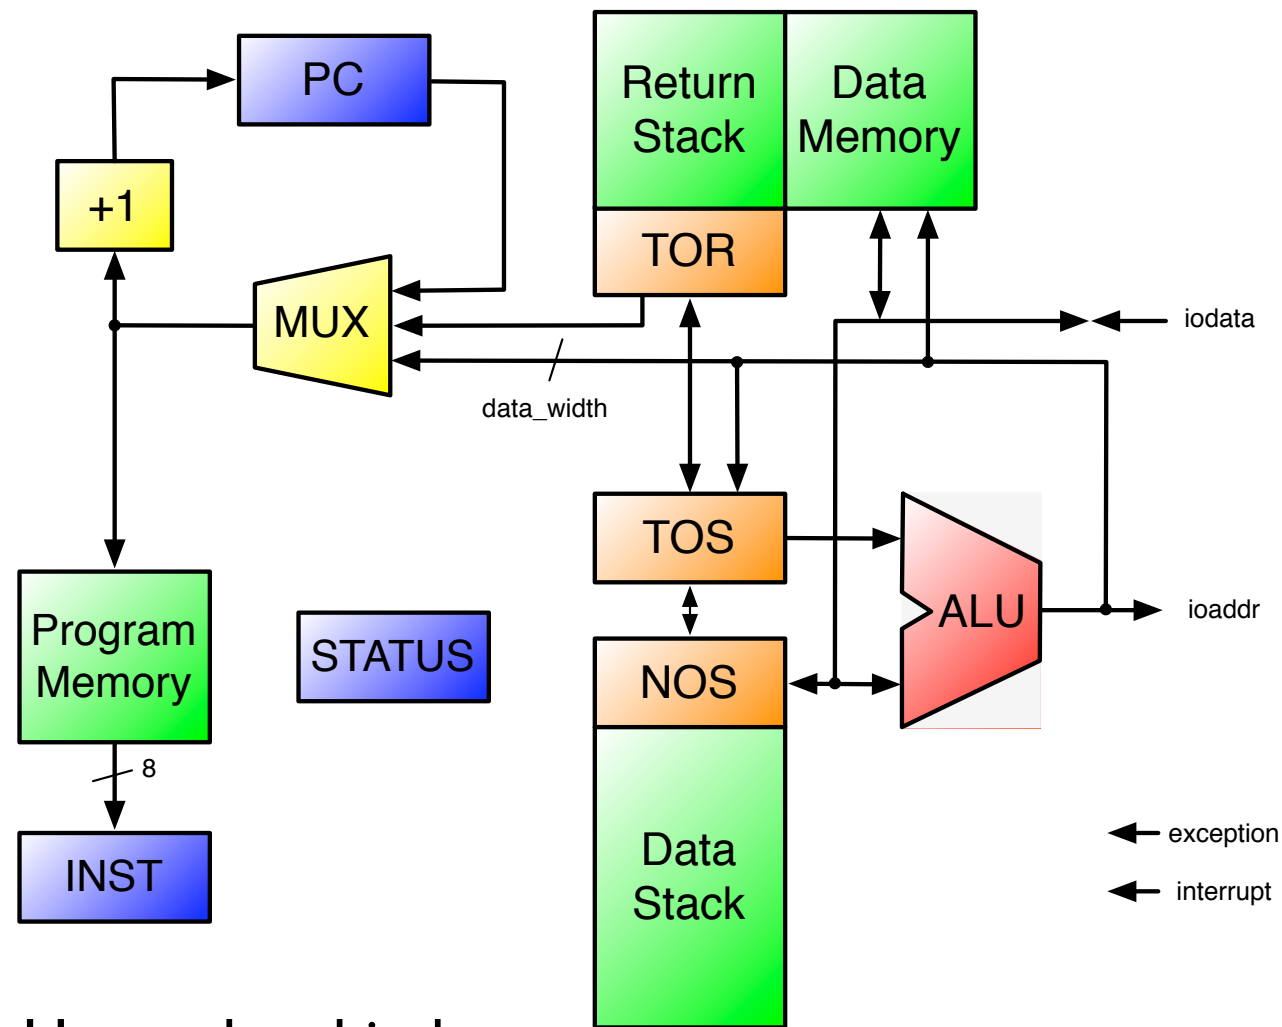 PC
Return
Stack
Data
Memory
+1
TOR
MUX
iodata
data_width
TOS
ALU
ioaddr
Program
Memory
STATUS
NOS
8
INST
Data
Stack
exception
interrupt